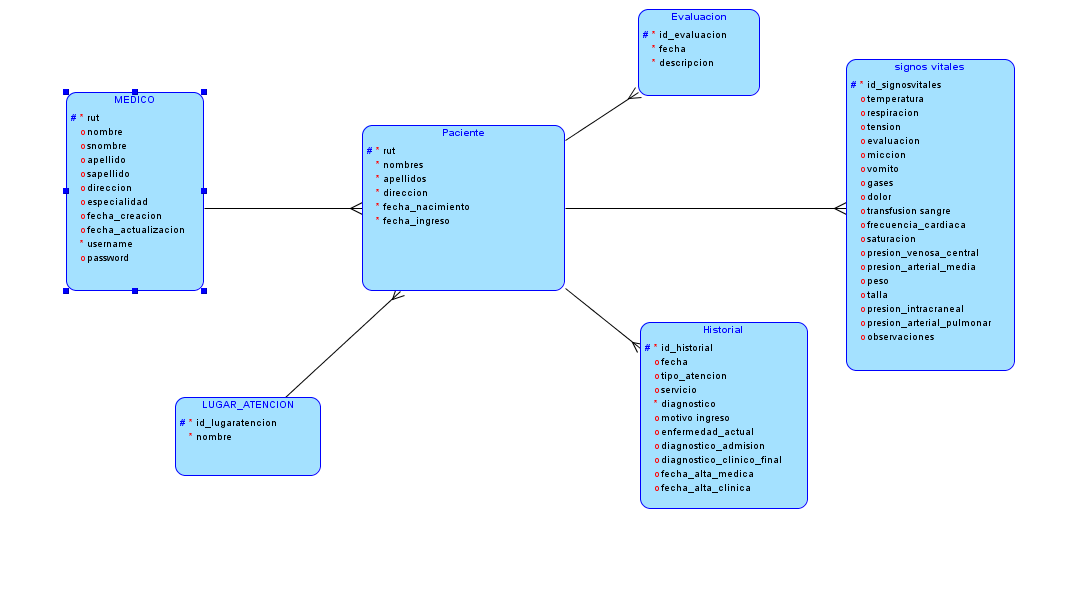 Evaluacion
# * id_evaluacion
* fecha
* descripcion
signos vitales
# * id_signosvitales
o temperatura
o respiracion
o tension
o evaluacion
o miccion
o vomito
o gases
o dolor
o transfusion sangre
o frecuencia_cardiaca
o saturacion
o presion_venosa_central
o presion_arterial_media
o peso
o talla
o presion_intracraneal
o presion_arterial_pulmonar
o observaciones
MEDICO
# * rut
o nombre
o snombre
o apellido
o sapellido
o direccion
o especialidad
o fecha_creacion
o fecha_actualizacion
* username
o password
Paciente
# * rut
* nombres
* apellidos
* direccion
* fecha_nacimiento
* fecha_ingreso
Historial
# * id_historial
o fecha
o tipo_atencion
o servicio
* diagnostico
o motivo ingreso
o enfermedad_actual
o diagnostico_admision
o diagnostico_clinico_final
o fecha_alta_medica
o fecha_alta_clinica
LUGAR_ATENCION
# * id_lugaratencion
* nombre